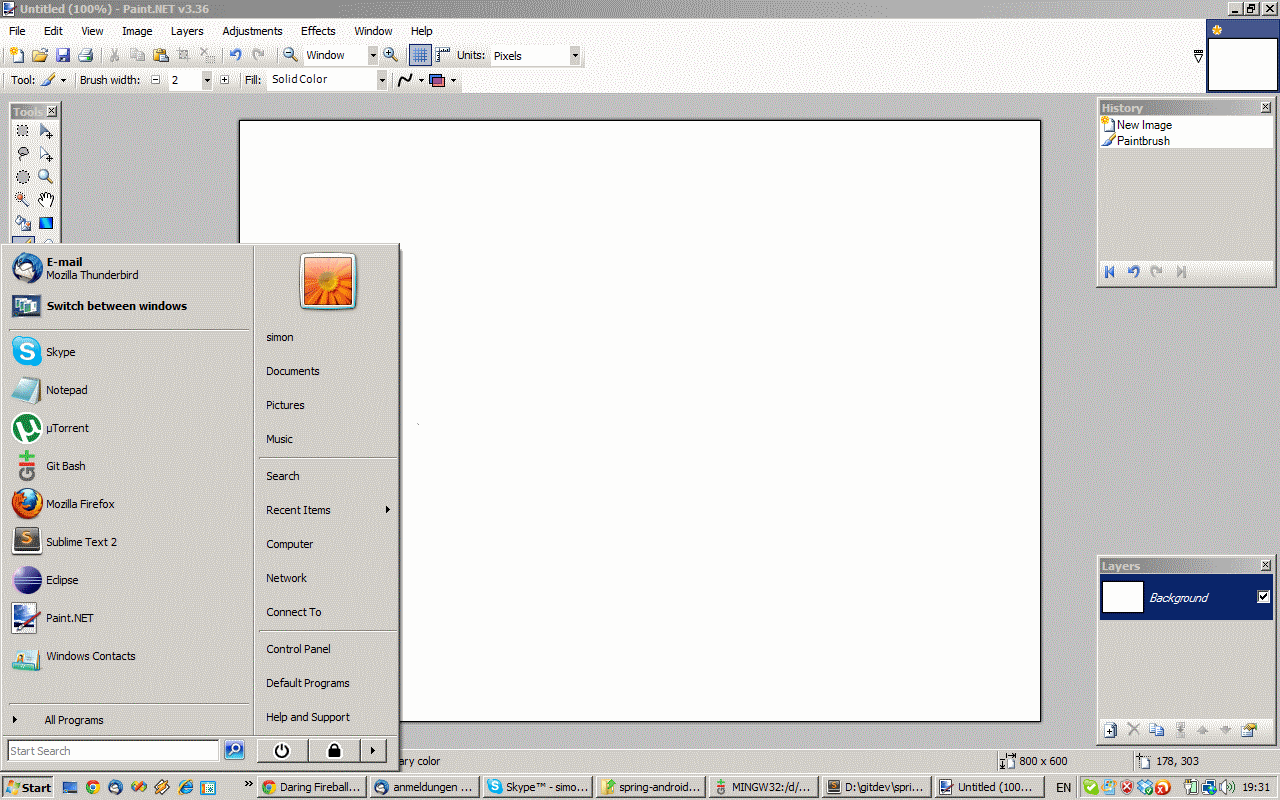 Untitled (100%) - Paint.NET v3.36
File Edit View Image Layers Adjustments Effects Window Help
Window Units: Pixels
Tool: Brush width: 2 Fill: Solid Color
Tools
History
New Image
Paintbrush
E-mail
Mozilla Thunderbird
Switch between windows
Skype
Notepad
µTorrent
Git Bash
Mozilla Firefox
Sublime Text 2
Eclipse
Paint.NET
Windows Contacts
All Programs
Start Search
simon
Documents
Pictures
Music
Search
Recent Items
Computer
Network
Connect To
Control Panel
Default Programs
Help and Support
Layers
Background
ary color
800 x 600
178, 303
Start
Daring Fireball...
anmeldungen ...
Skype™ - simo...
spring-android...
MINGW32:/d/...
D:\gitdev\spri...
Untitled (100...
EN
19:31